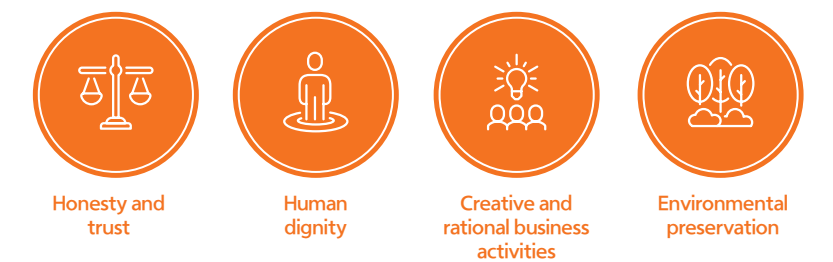 Honesty and
trust
Human
dignity
Creative and
rational business
activities
Environmental
preservation